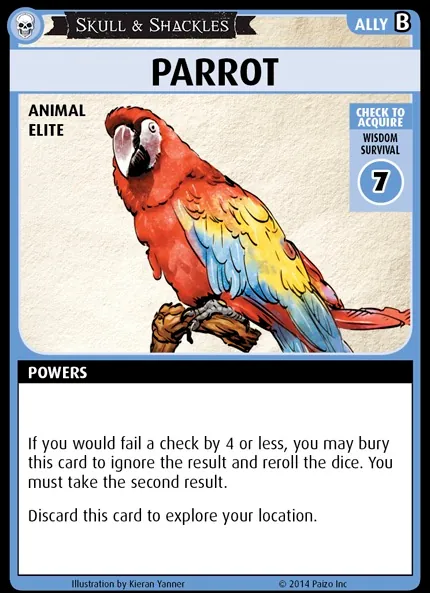 SKULL & SHACKLES
ALLY B
PARROT
ANIMAL
ELITE
CHECK TO
ACQUIRE
WISDOM
SURVIVAL
7
POWERS
If you would fail a check by 4 or less, you may bury
this card to ignore the result and reroll the dice. You
must take the second result.
Discard this card to explore your location.
Illustration by Kieran Yanner © 2014 Paizo Inc